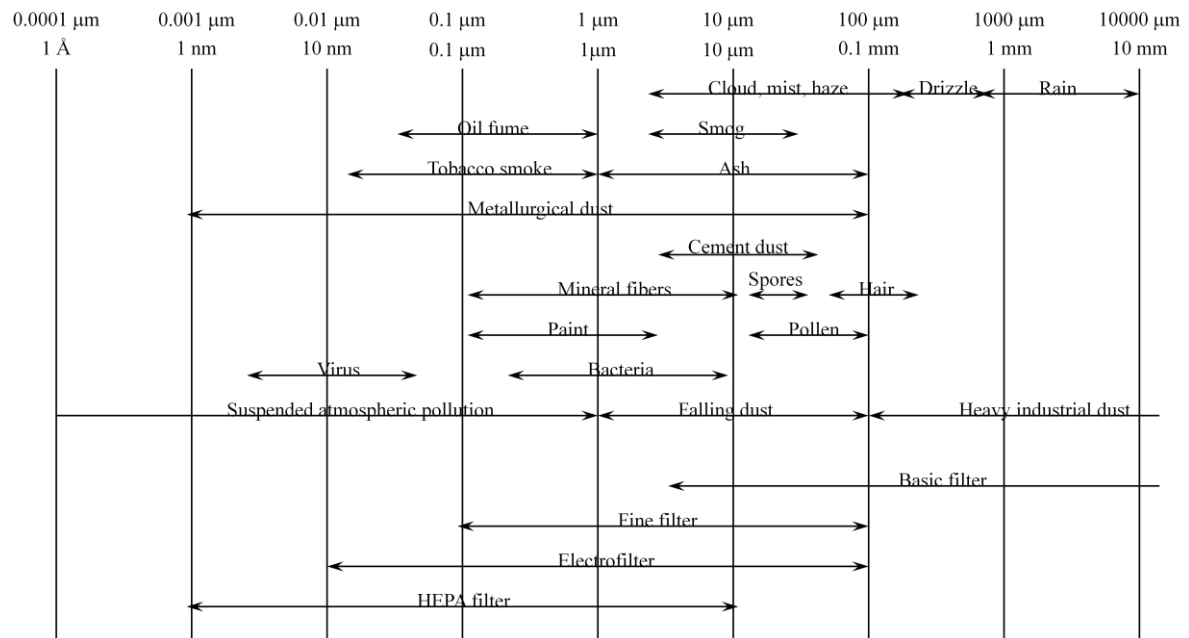 0.0001 µm 0.001 µm 0.01 µm 0.1 µm 1 µm 10 µm 100 µm 1000 µm 10000 µm
1 Å 1 nm 10 nm 0.1 µm 1µm 10 µm 0.1 mm 1 mm 10 mm
Cloud, mist, haze Drizzle Rain
Oil fume Smog
Tobacco smoke Ash
Metallurgical dust
Cement dust
Spores
Mineral fibers Hair
Paint Pollen
Virus Bacteria
Suspended atmospheric pollution Falling dust Heavy industrial dust
Basic filter
Fine filter
Electrofilter
HEPA filter